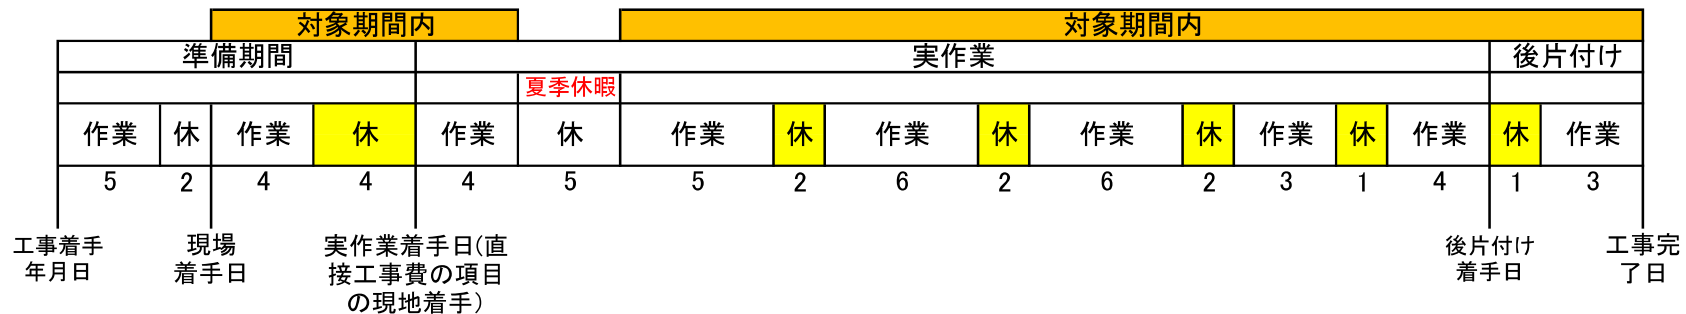 対象期間内 対象期間内
準備期間 実作業 後片付け
夏季休暇
作業 休 作業 休 作業 休 作業 休 作業 休 作業 休 作業 休 作業 休 作業
5 2 4 4 4 5 5 2 6 2 6 2 3 1 4 1 3
工事着手
年月日
現場
着手日
実作業着手日(直
接工事費の項目
の現地着手)
後片付け
着手日
工事完
了日